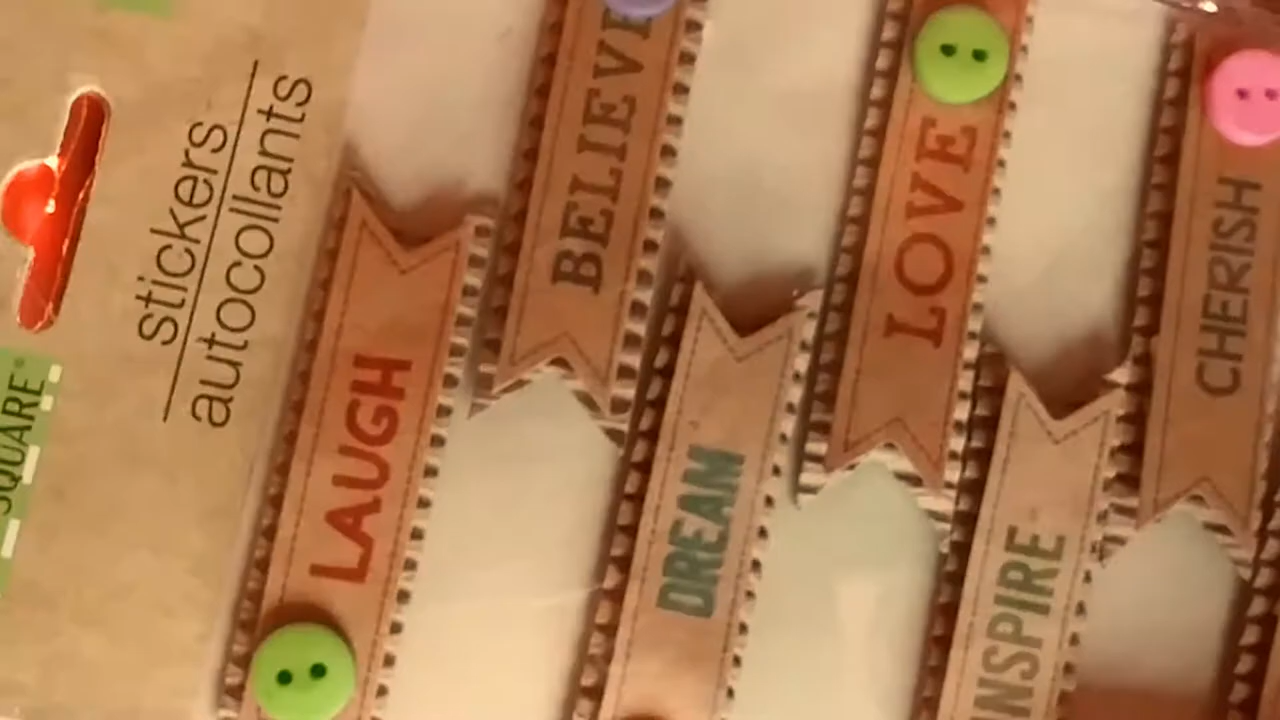 stickers
autocollants
SQUARE
LAUGH
BELIEVE
DREAM
LOVE
INSPIRE
CHERISH